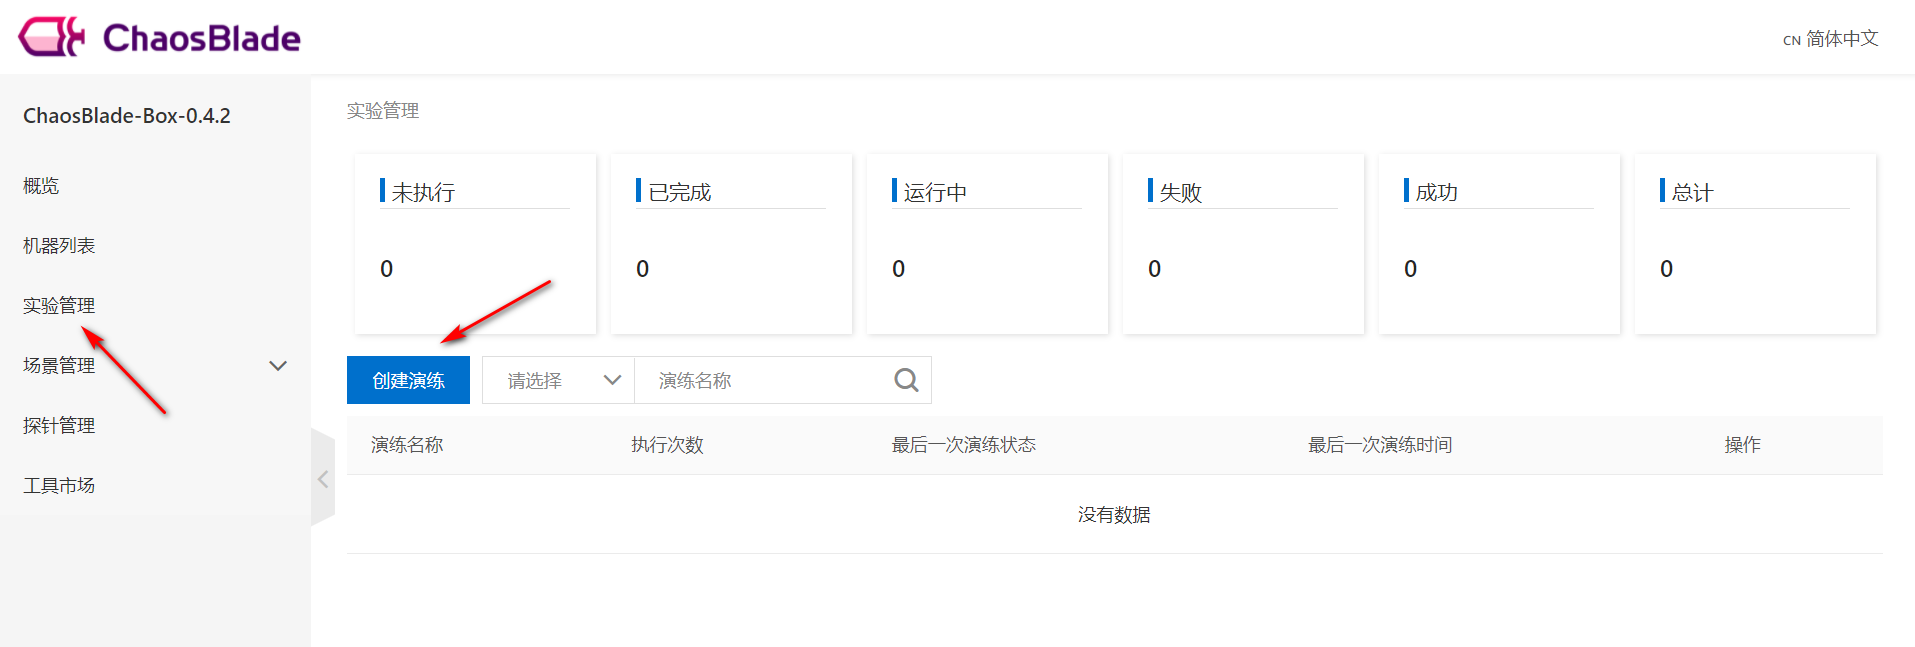 ChaosBlade
CN 简体中文
ChaosBlade-Box-0.4.2
概览
机器列表
实验管理
场景管理
探针管理
工具市场
实验管理
未执行
0
已完成
0
运行中
0
失败
0
成功
0
总计
0
创建演练 请选择 演练名称
演练名称 执行次数 最后一次演练状态 最后一次演练时间 操作
没有数据